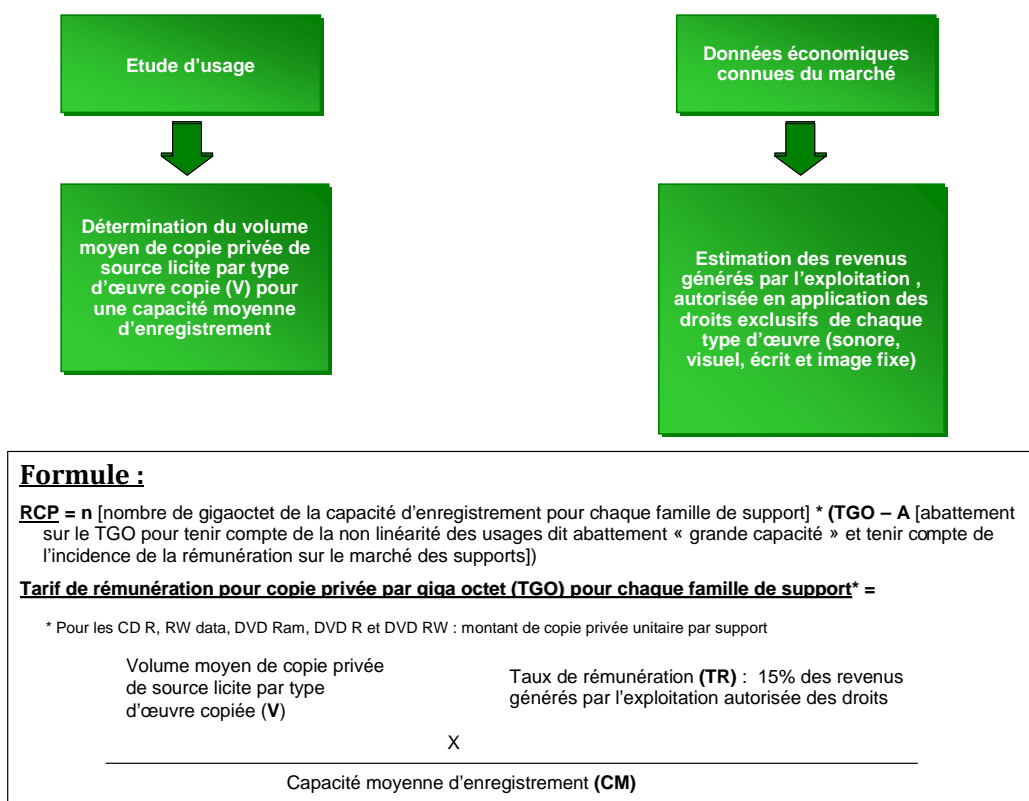 Etude d'usage
Données économiques
connues du marché
Détermination du volume
moyen de copie privée de
source licite par type
d'œuvre copie (V) pour
une capacité moyenne
d'enregistrement
Estimation des revenus
générés par l'exploitation ,
autorisée en application des
droits exclusifs de chaque
type d'œuvre (sonore,
visuel, écrit et image fixe)
Formule :
RCP = n [nombre de gigaoctet de la capacité d'enregistrement pour chaque famille de support] * (TGO – A [abattement
sur le TGO pour tenir compte de la non linéarité des usages dit abattement « grande capacité » et tenir compte de
l'incidence de la rémunération sur le marché des supports])
Tarif de rémunération pour copie privée par giga octet (TGO) pour chaque famille de support* =
* Pour les CD R, RW data, DVD Ram, DVD R et DVD RW : montant de copie privée unitaire par support
Volume moyen de copie privée
de source licite par type
d'œuvre copiée (V)
Taux de rémunération (TR) : 15% des revenus
générés par l'exploitation autorisée des droits
X
Capacité moyenne d'enregistrement (CM)